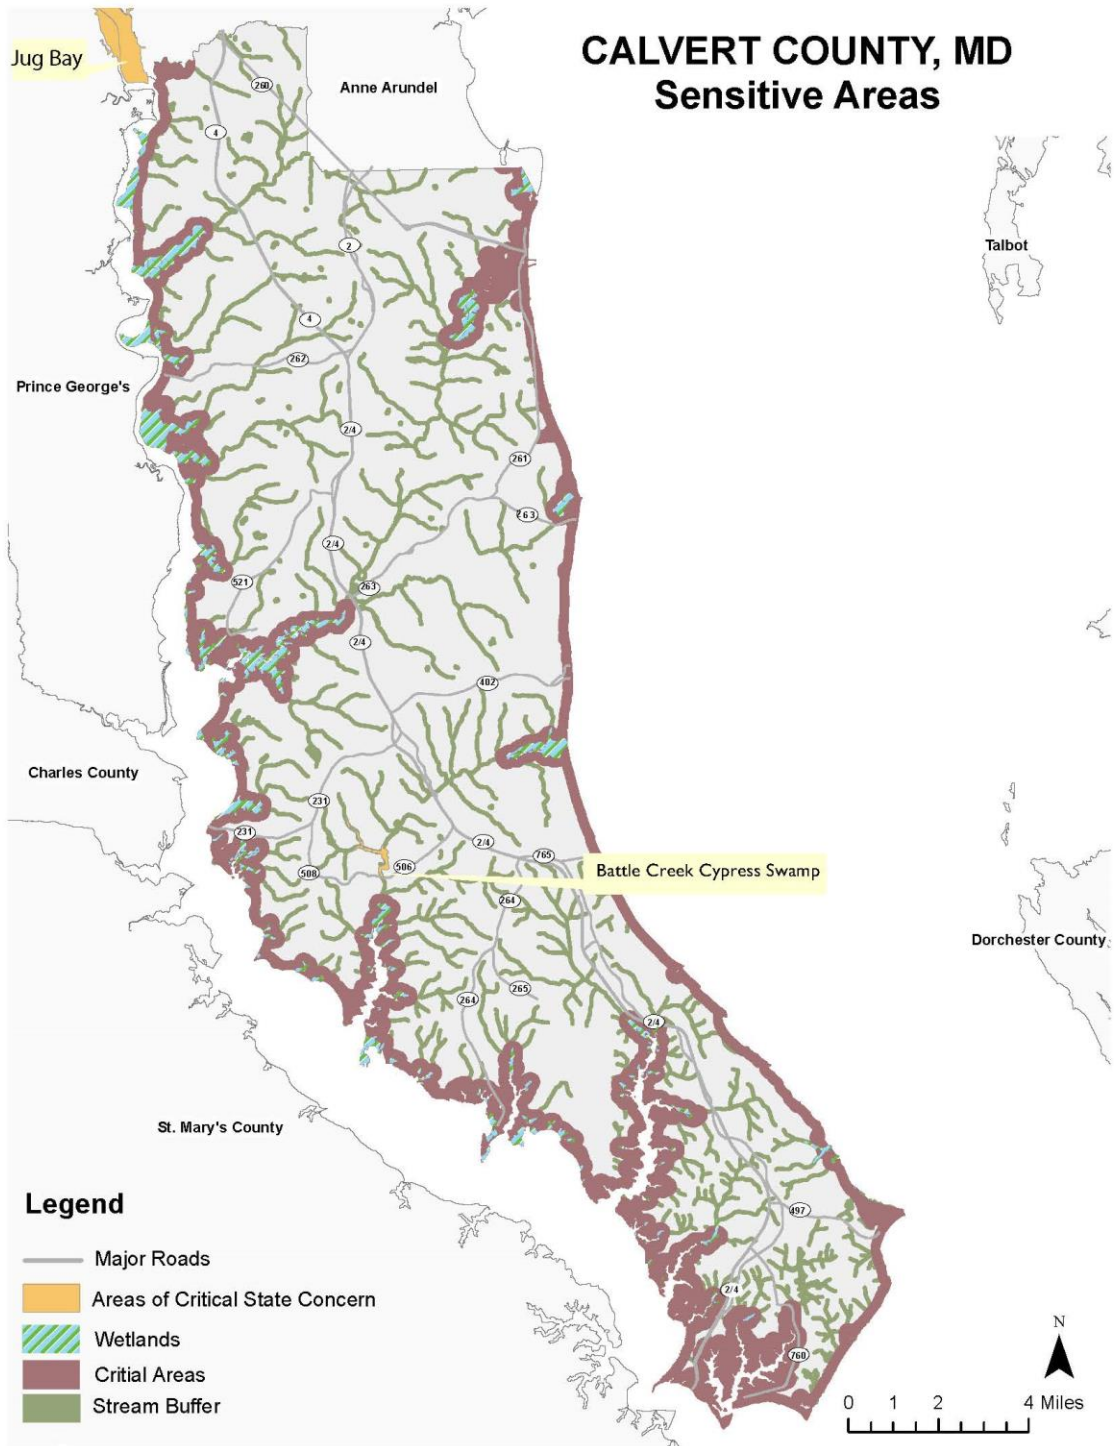 CALVERT COUNTY, MD
Sensitive Areas
Jug Bay
Anne Arundel
260
4
Talbot
2
4
262
Prince George's
2/4
261
263
2/4
521
263
2/4
402
Charles County
231
231
2/4
765
506
508
Battle Creek Cypress Swamp
264
Dorchester County
265
264
2/4
St. Mary's County
497
2/4
760
Legend
Major Roads
Areas of Critical State Concern
Wetlands
Critial Areas
Stream Buffer
N
0 1 2 4 Miles